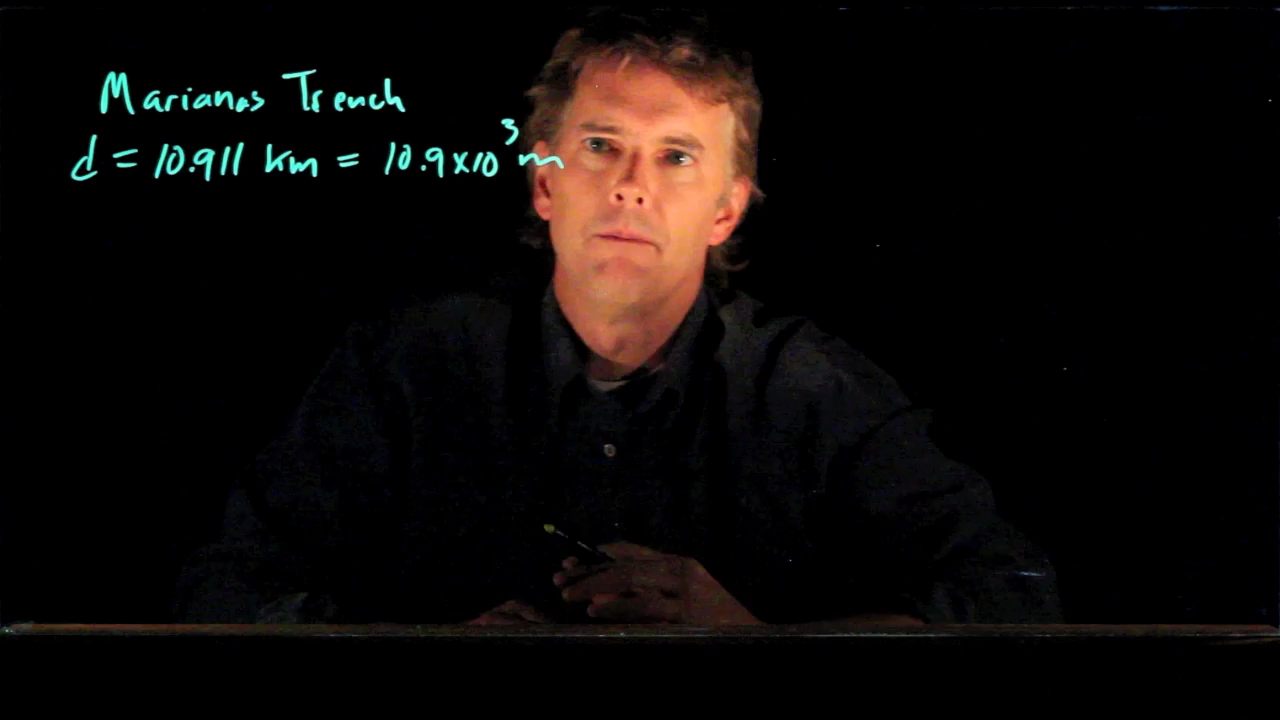 Marianas Trench
d = 10.911 km = 10.9x10³ m